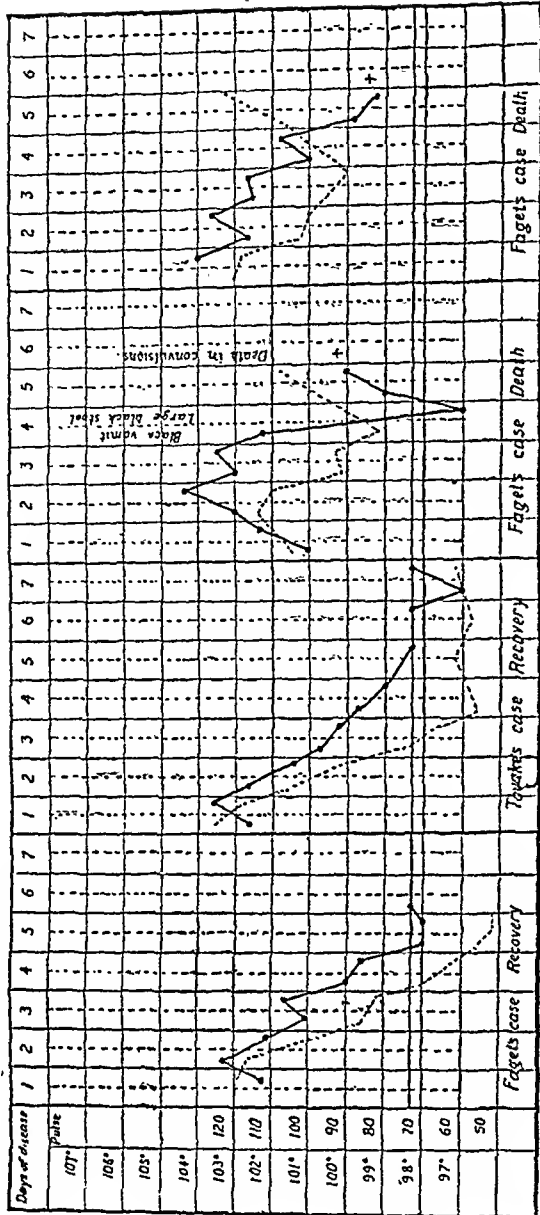 Days of disease 1 2 3 4 5 6 7 1 2 3 4 5 6 7 1 2 3 4 5 6 7 1 2 3 4 5 6 7
Pulse
107°
106°
105°
104°
103° 120
102° 110
101° 100
100° 90
99° 80
98° 70
97° 60
50
Black vomit
Large black stool
Death in convulsions.
+
+
Fagets case Recovery
Towakes case Recovery
Fagets case Death
Fagets case Death